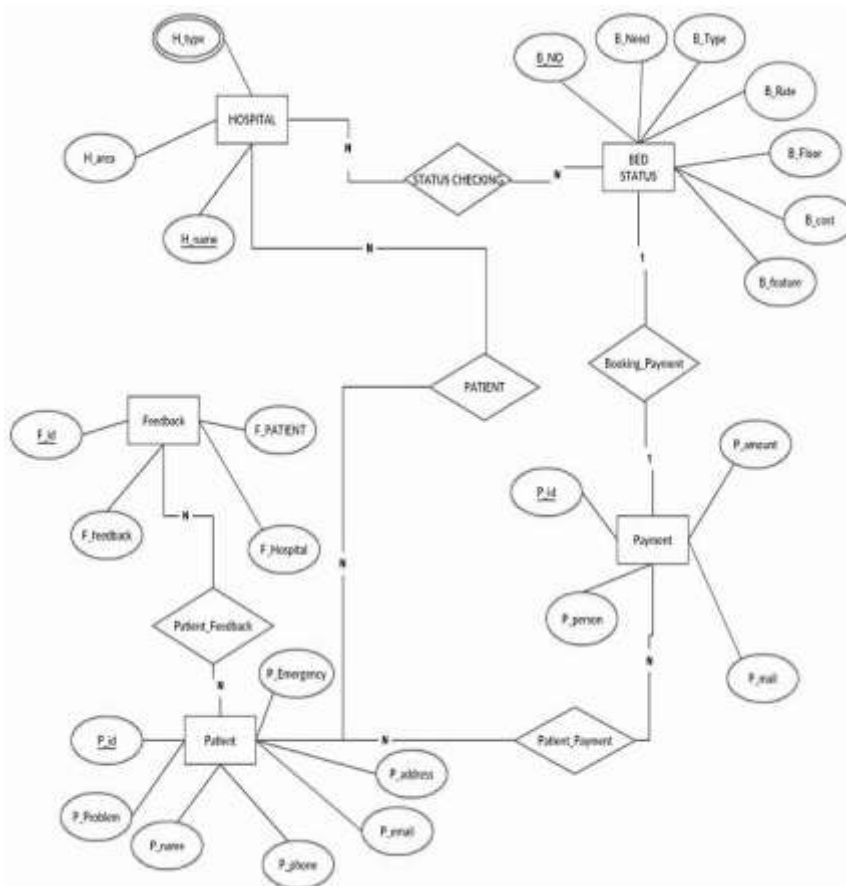 H_type
B_NO
B_Need
B_Type
B_Rate
HOSPITAL
H_area
N
STATUS CHECKING
N
BED
STATUS
B_Floor
B_cost
H_name
N
1
B_feature
Booking_Payment
PATIENT
Feedback
F_id
F_PATIENT
1
P_amount
P_id
N
F_feedback
F_Hospital
Payment
N
P_person
Patient_Feedback
N
P_Emergency
P_mail
N
P_id
Patient
N
Patient_Payment
P_address
P_Problem
P_name
P_email
P_phone